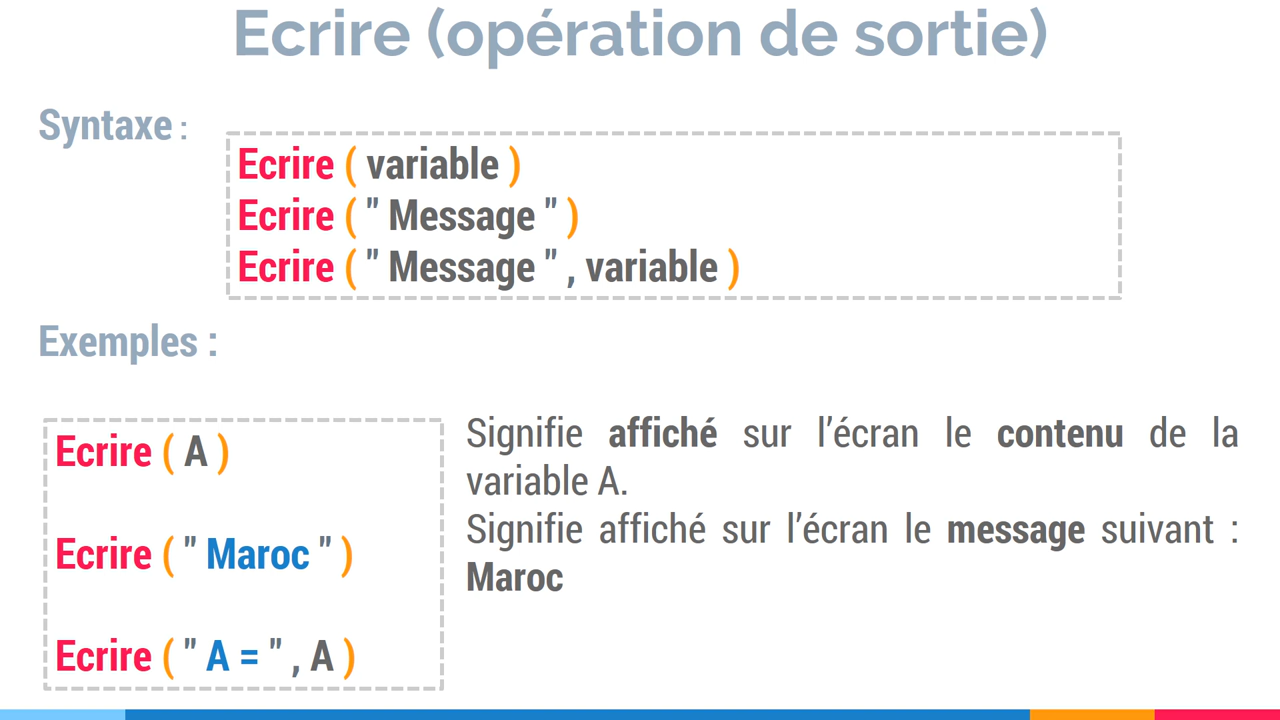 Ecrire (opération de sortie)
Syntaxe :
Ecrire ( variable )
Ecrire ( " Message " )
Ecrire ( " Message " , variable )
Exemples :
Ecrire ( A )
Ecrire ( " Maroc " )
Ecrire ( " A = " , A )
Signifie affiché sur l’écran le contenu de la
variable A.
Signifie affiché sur l’écran le message suivant :
Maroc